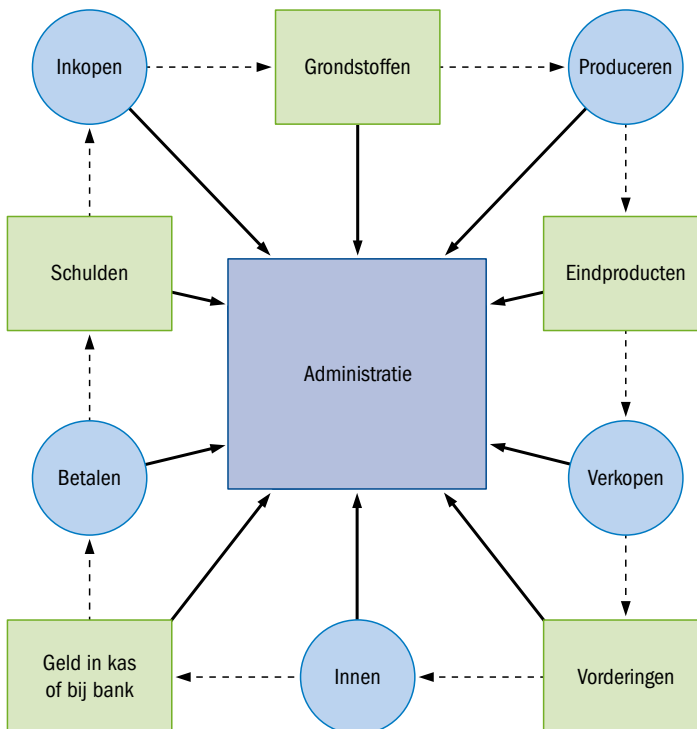 Inkopen
Grondstoffen
Produceren
Schulden
Eindproducten
Administratie
Betalen
Verkopen
Geld in kas
of bij bank
Innen
Vorderingen